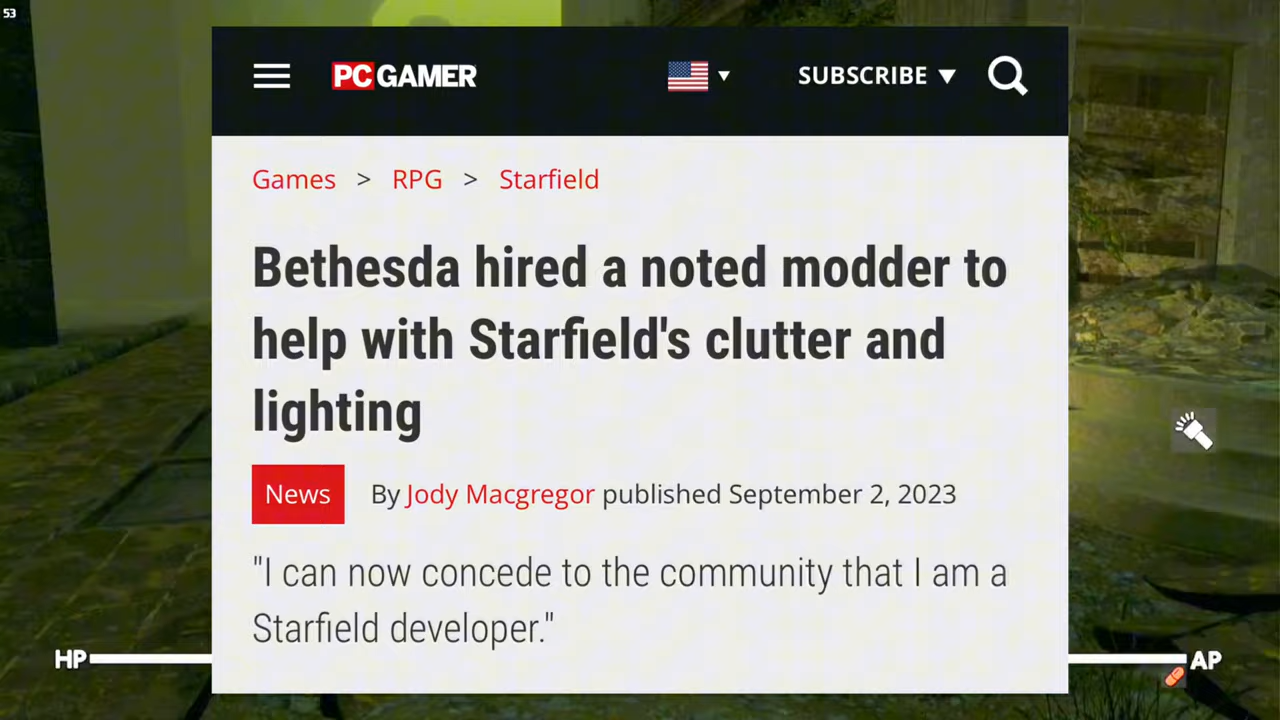 53
PC GAMER
SUBSCRIBE
Games > RPG > Starfield
Bethesda hired a noted modder to
help with Starfield's clutter and
lighting
News
By Jody Macgregor published September 2, 2023
"I can now concede to the community that I am a
Starfield developer."
HP
AP